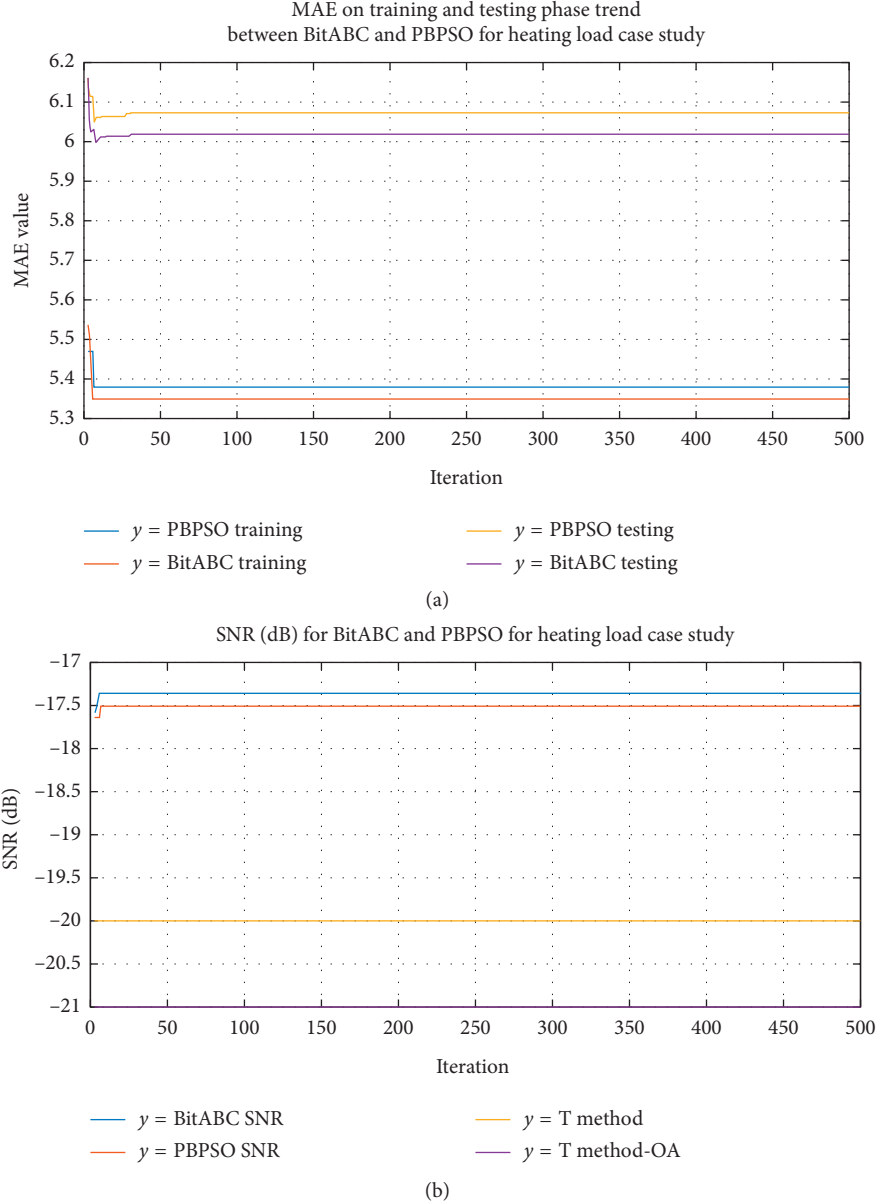 MAE on training and testing phase trend
between BitABC and PBPSO for heating load case study
6.2
6.1
6
5.9
5.8
5.7
5.6
5.5
5.4
5.3
MAE value
0 50 100 150 200 250 300 350 400 450 500
Iteration
y = PBPSO training
y = BitABC training
y = PBPSO testing
y = BitABC testing
(a)
SNR (dB) for BitABC and PBPSO for heating load case study
–17
–17.5
–18
–18.5
–19
–19.5
–20
–20.5
–21
SNR (dB)
0 50 100 150 200 250 300 350 400 450 500
Iteration
y = BitABC SNR
y = PBPSO SNR
y = T method
y = T method-OA
(b)